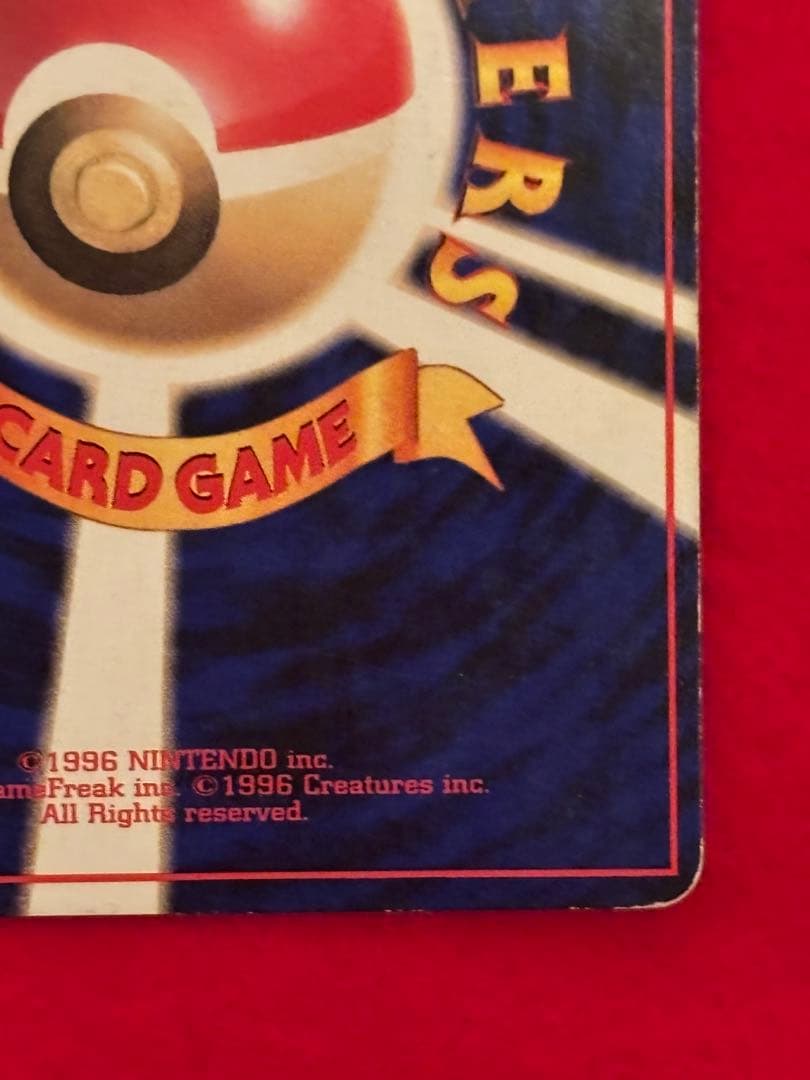 ERS
CARD GAME
©1996 NINTENDO inc.
ameFreak inc. ©1996 Creatures inc.
All Rights reserved.